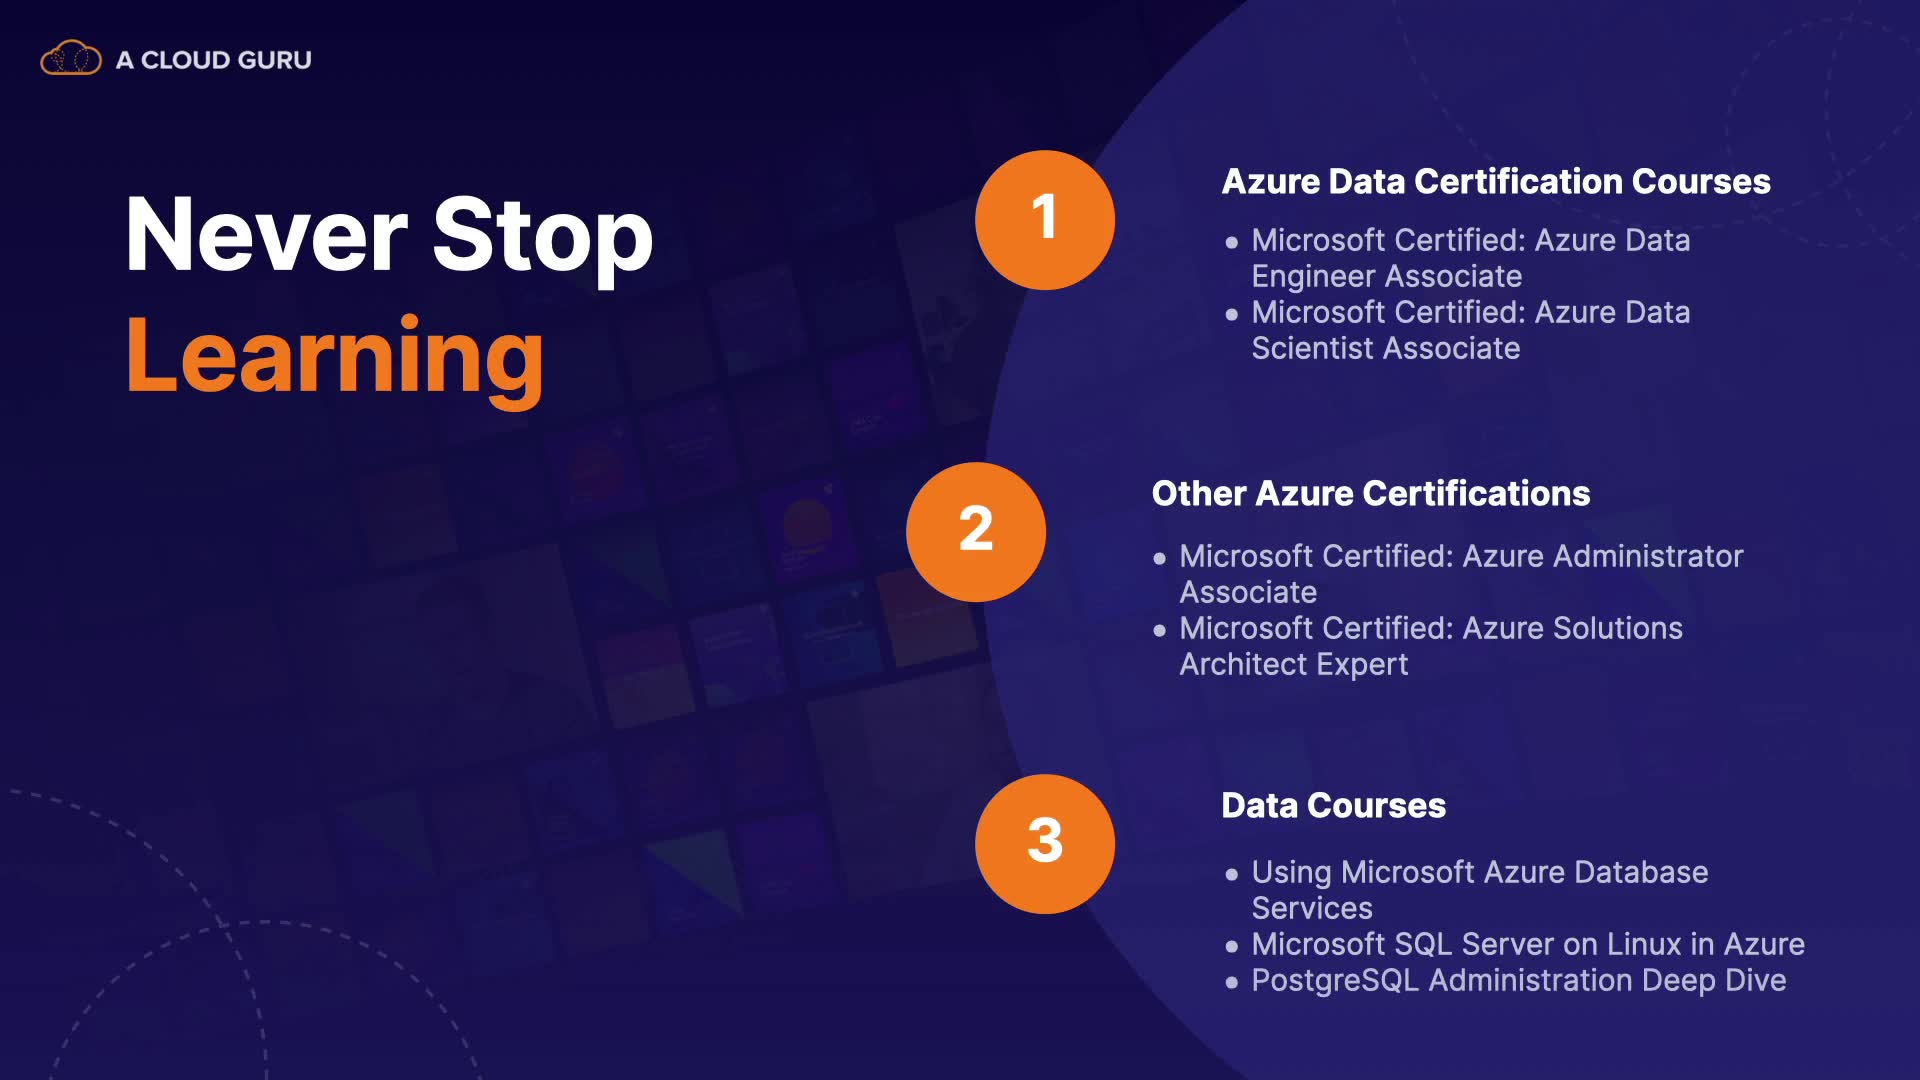 A CLOUD GURU
Never Stop
Learning
1
Azure Data Certification Courses
● Microsoft Certified: Azure Data
Engineer Associate
● Microsoft Certified: Azure Data
Scientist Associate
2
Other Azure Certifications
● Microsoft Certified: Azure Administrator
Associate
● Microsoft Certified: Azure Solutions
Architect Expert
3
Data Courses
● Using Microsoft Azure Database
Services
● Microsoft SQL Server on Linux in Azure
● PostgreSQL Administration Deep Dive